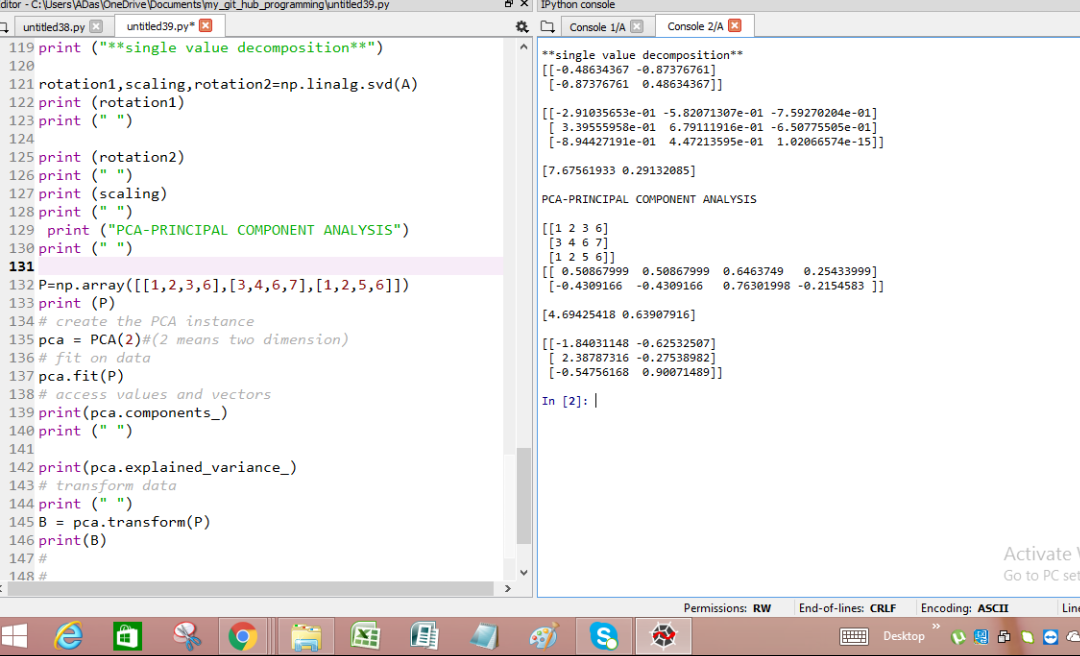 ditor - C:\Users\ADas\OneDrive\Documents\my_git_hub_programming\untitled39.py
untitled38.py
untitled39.py*
119 print ("**single value decomposition**")
120
121 rotation1,scaling,rotation2=np.linalg.svd(A)
122 print (rotation1)
123 print (" ")
124
125 print (rotation2)
126 print (" ")
127 print (scaling)
128 print (" ")
129  print ("PCA-PRINCIPAL COMPONENT ANALYSIS")
130 print (" ")
131
132 P=np.array([[1,2,3,6],[3,4,6,7],[1,2,5,6]])
133 print (P)
134 # create the PCA instance
135 pca = PCA(2)#(2 means two dimension)
136 # fit on data
137 pca.fit(P)
138 # access values and vectors
139 print(pca.components_)
140 print (" ")
141
142 print(pca.explained_variance_)
143 # transform data
144 print (" ")
145 B = pca.transform(P)
146 print(B)
147 #
148 #
IPython console
Console 1/A
Console 2/A
**single value decomposition**
[[-0.48634367 -0.87376761]
 [-0.87376761  0.48634367]]
[[-2.91035653e-01 -5.82071307e-01 -7.59270204e-01]
 [ 3.39555958e-01  6.79111916e-01 -6.50775505e-01]
 [-8.94427191e-01  4.47213595e-01  1.02066574e-15]]
[7.67561933 0.29132085]
PCA-PRINCIPAL COMPONENT ANALYSIS
[[1 2 3 6]
 [3 4 6 7]
 [1 2 5 6]]
[[ 0.50867999  0.50867999  0.6463749   0.25433999]
 [-0.4309166  -0.4309166   0.76301998 -0.2154583 ]]
[4.69425418 0.63907916]
[[-1.84031148 -0.62532507]
 [ 2.38787316 -0.27538982]
 [-0.54756168  0.90071489]]
In [2]:
Activate W
Go to PC set
Permissions: RW
End-of-lines: CRLF
Encoding: ASCII
Line
Desktop